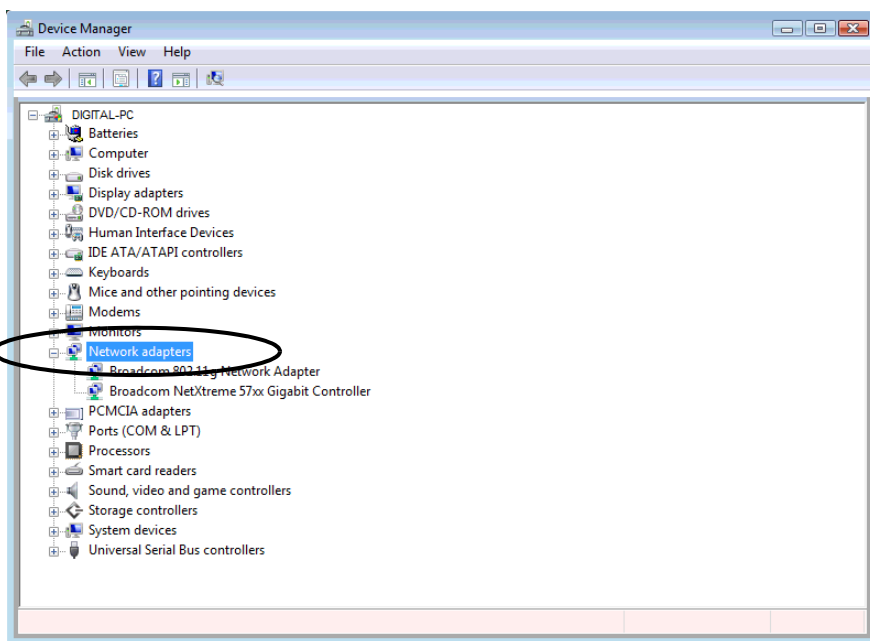 Device Manager
File Action View Help
DIGITAL-PC
Batteries
Computer
Disk drives
Display adapters
DVD/CD-ROM drives
Human Interface Devices
IDE ATA/ATAPI controllers
Keyboards
Mice and other pointing devices
Modems
Monitors
Network adapters
Broadcom 802.11g Network Adapter
Broadcom NetXtreme 57xx Gigabit Controller
PCMCIA adapters
Ports (COM & LPT)
Processors
Smart card readers
Sound, video and game controllers
Storage controllers
System devices
Universal Serial Bus controllers